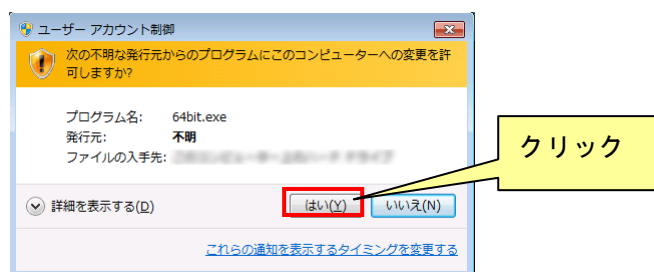 ユーザー アカウント制御
次の不明な発行元からのプログラムにこのコンピューターへの変更を許
可しますか?
プログラム名: 64bit.exe
発行元: 不明
ファイルの入手先:
クリック
詳細を表示する(D) はい(Y) いいえ(N)
これらの通知を表示するタイミングを変更する